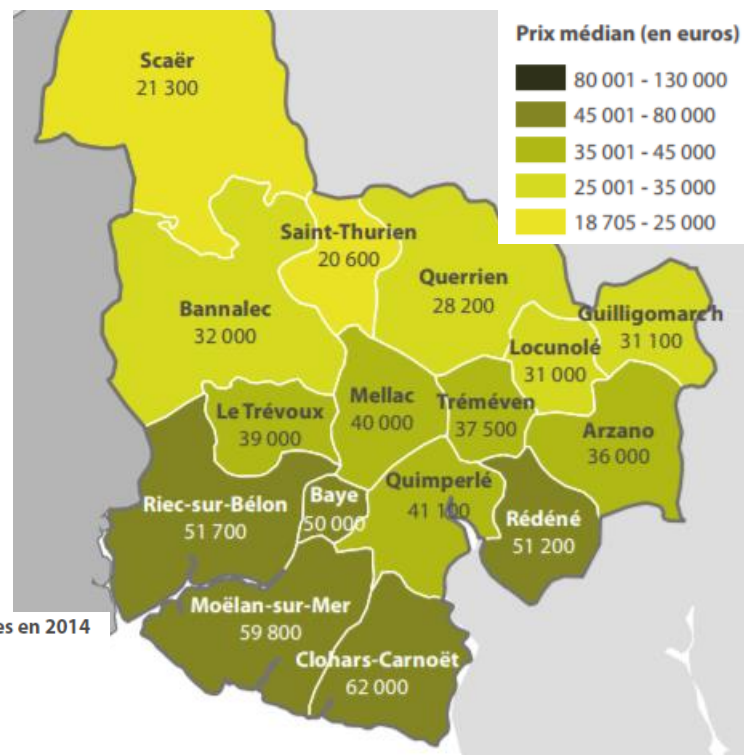 Prix médian (en euros)
80 001 - 130 000
45 001 - 80 000
35 001 - 45 000
25 001 - 35 000
18 705 - 25 000
Scaër
21 300
Saint-Thurien
20 600
Querrien
28 200
Guilligomarc'h
31 100
Bannalec
32 000
Locunolé
31 000
Le Trévoux
39 000
Mellac
40 000
Tréméven
37 500
Arzano
36 000
Riec-sur-Bélon
51 700
Baye
50 000
Quimperlé
41 100
Rédéné
51 200
Moëlan-sur-Mer
59 800
Clohars-Carnoët
62 000
es en 2014